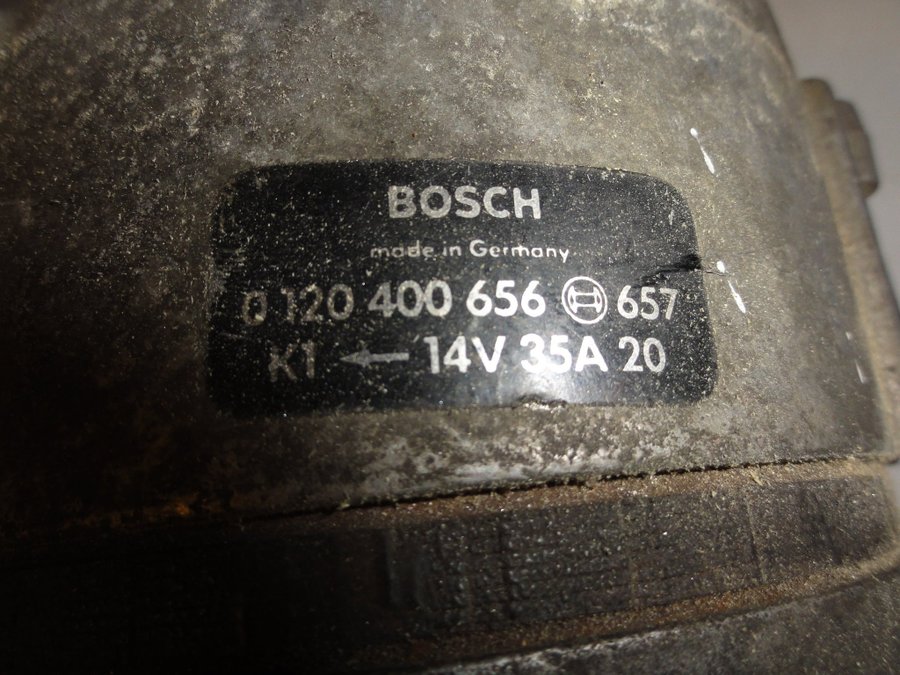 BOSCH
made in Germany
0 120 400 656 657
K1 ← 14V 35A 20